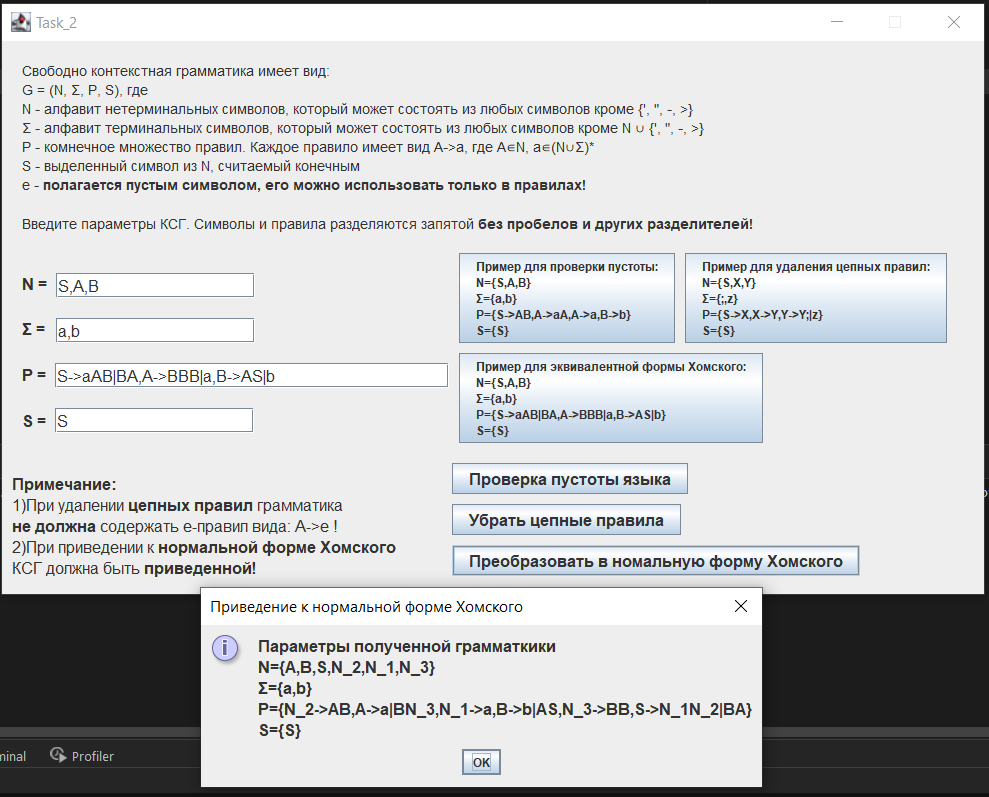 Task_2
Свободно контекстная грамматика имеет вид:
G = (N, Σ, P, S), где
N - алфавит нетерминальных символов, который может состоять из любых символов кроме {', ", -, >}
Σ - алфавит терминальных символов, который может состоять из любых символов кроме N ∪ {', ", -, >}
P - комнечное множество правил. Каждое правило имеет вид A->a, где A∊N, a∊(N∪Σ)*
S - выделенный символ из N, считаемый конечным
e - полагается пустым символом, его можно использовать только в правилах!
Введите параметры КСГ. Символы и правила разделяются запятой без пробелов и других разделителей!
N = S,A,B
Σ = a,b
P = S->aAB|BA,A->BBB|a,B->AS|b
S = S
Пример для проверки пустоты:
N={S,A,B}
Σ={a,b}
P={S->AB,A->aA,A->a,B->b}
S={S}
Пример для удаления цепных правил:
N={S,X,Y}
Σ={;,z}
P={S->X,X->Y,Y->Y;|z}
S={S}
Пример для эквивалентной формы Хомского:
N={S,A,B}
Σ={a,b}
P={S->aAB|BA,A->BBB|a,B->AS|b}
S={S}
Примечание:
1)При удалении цепных правил грамматика
не должна содержать e-правил вида: A->e !
2)При приведении к нормальной форме Хомского
КСГ должна быть приведенной!
Проверка пустоты языка
Убрать цепные правила
Преобразовать в номальную форму Хомского
Приведение к нормальной форме Хомского
Параметры полученной грамматкики
N={A,B,S,N_2,N_1,N_3}
Σ={a,b}
P={N_2->AB,A->a|BN_3,N_1->a,B->b|AS,N_3->BB,S->N_1N_2|BA}
S={S}
OK
minal
Profiler